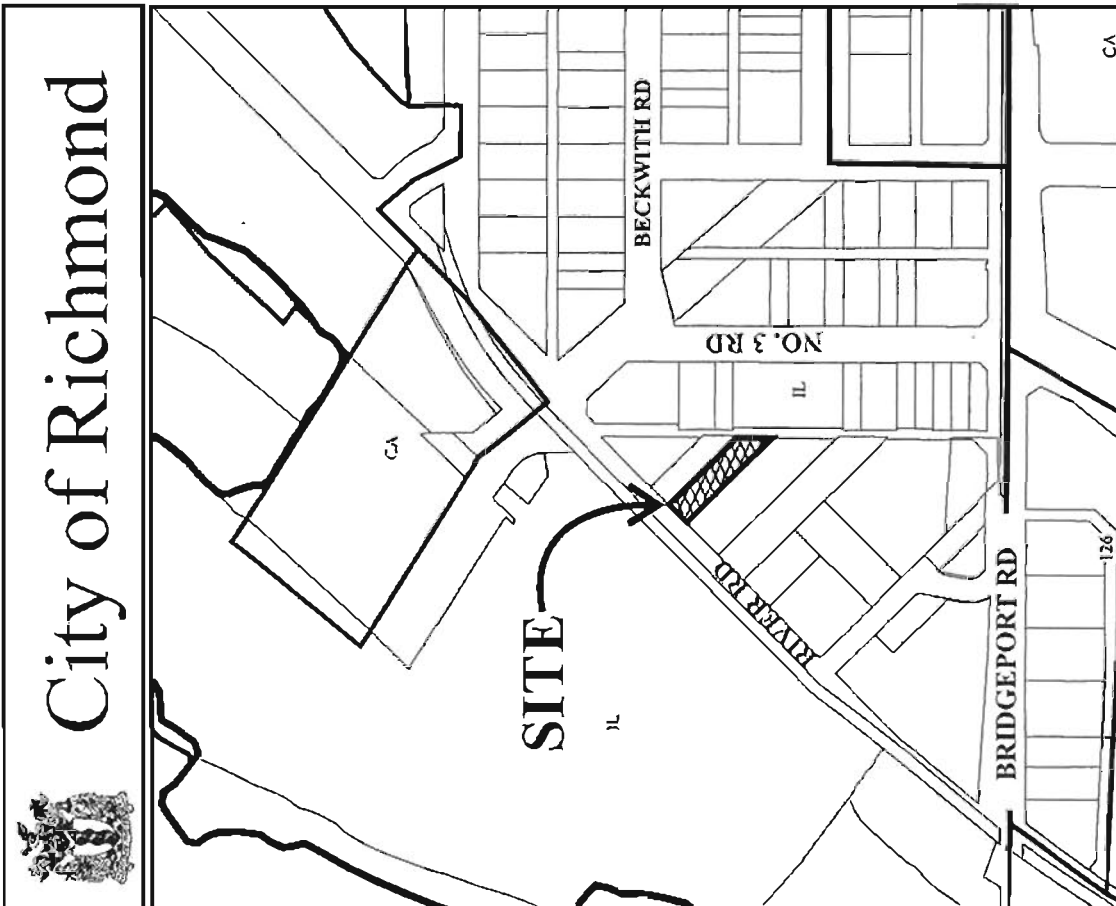 City of Richmond
CA
BECKWITH RD
NO. 3 RD
IL
CA
SITE
IL
RIVER RD
BRIDGEPORT RD
126